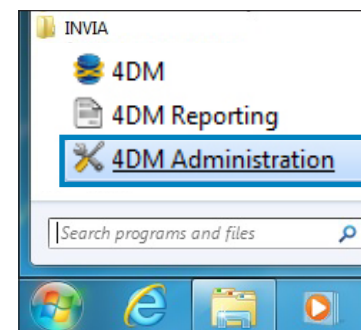 INVIA
4DM
4DM Reporting
4DM Administration
Search programs and files